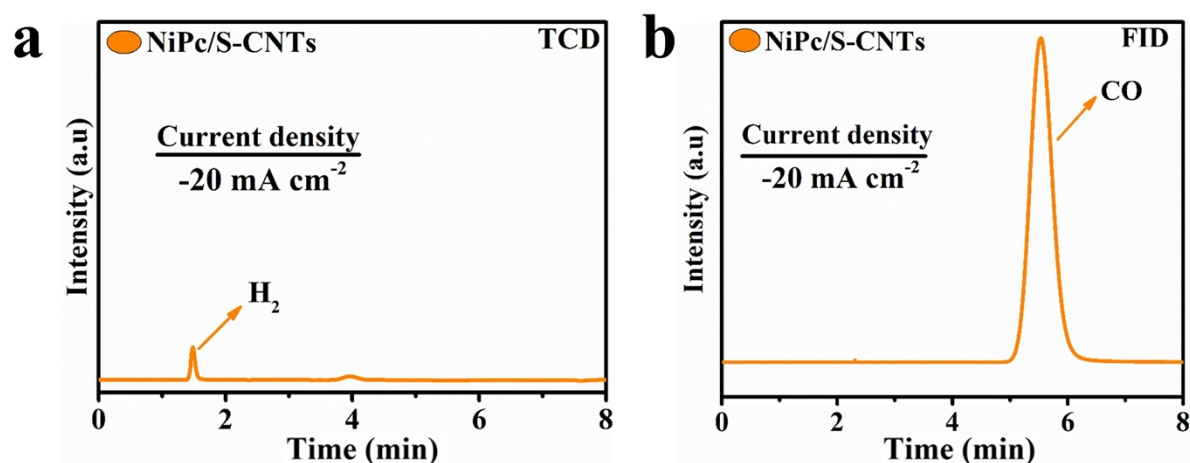 a
NiPc/S-CNTs
TCD
Current density
-20 mA cm⁻²
H₂
Intensity (a.u)
0 2 4 6 8
Time (min)
b
NiPc/S-CNTs
FID
CO
Current density
-20 mA cm⁻²
Intensity (a.u)
0 2 4 6 8
Time (min)